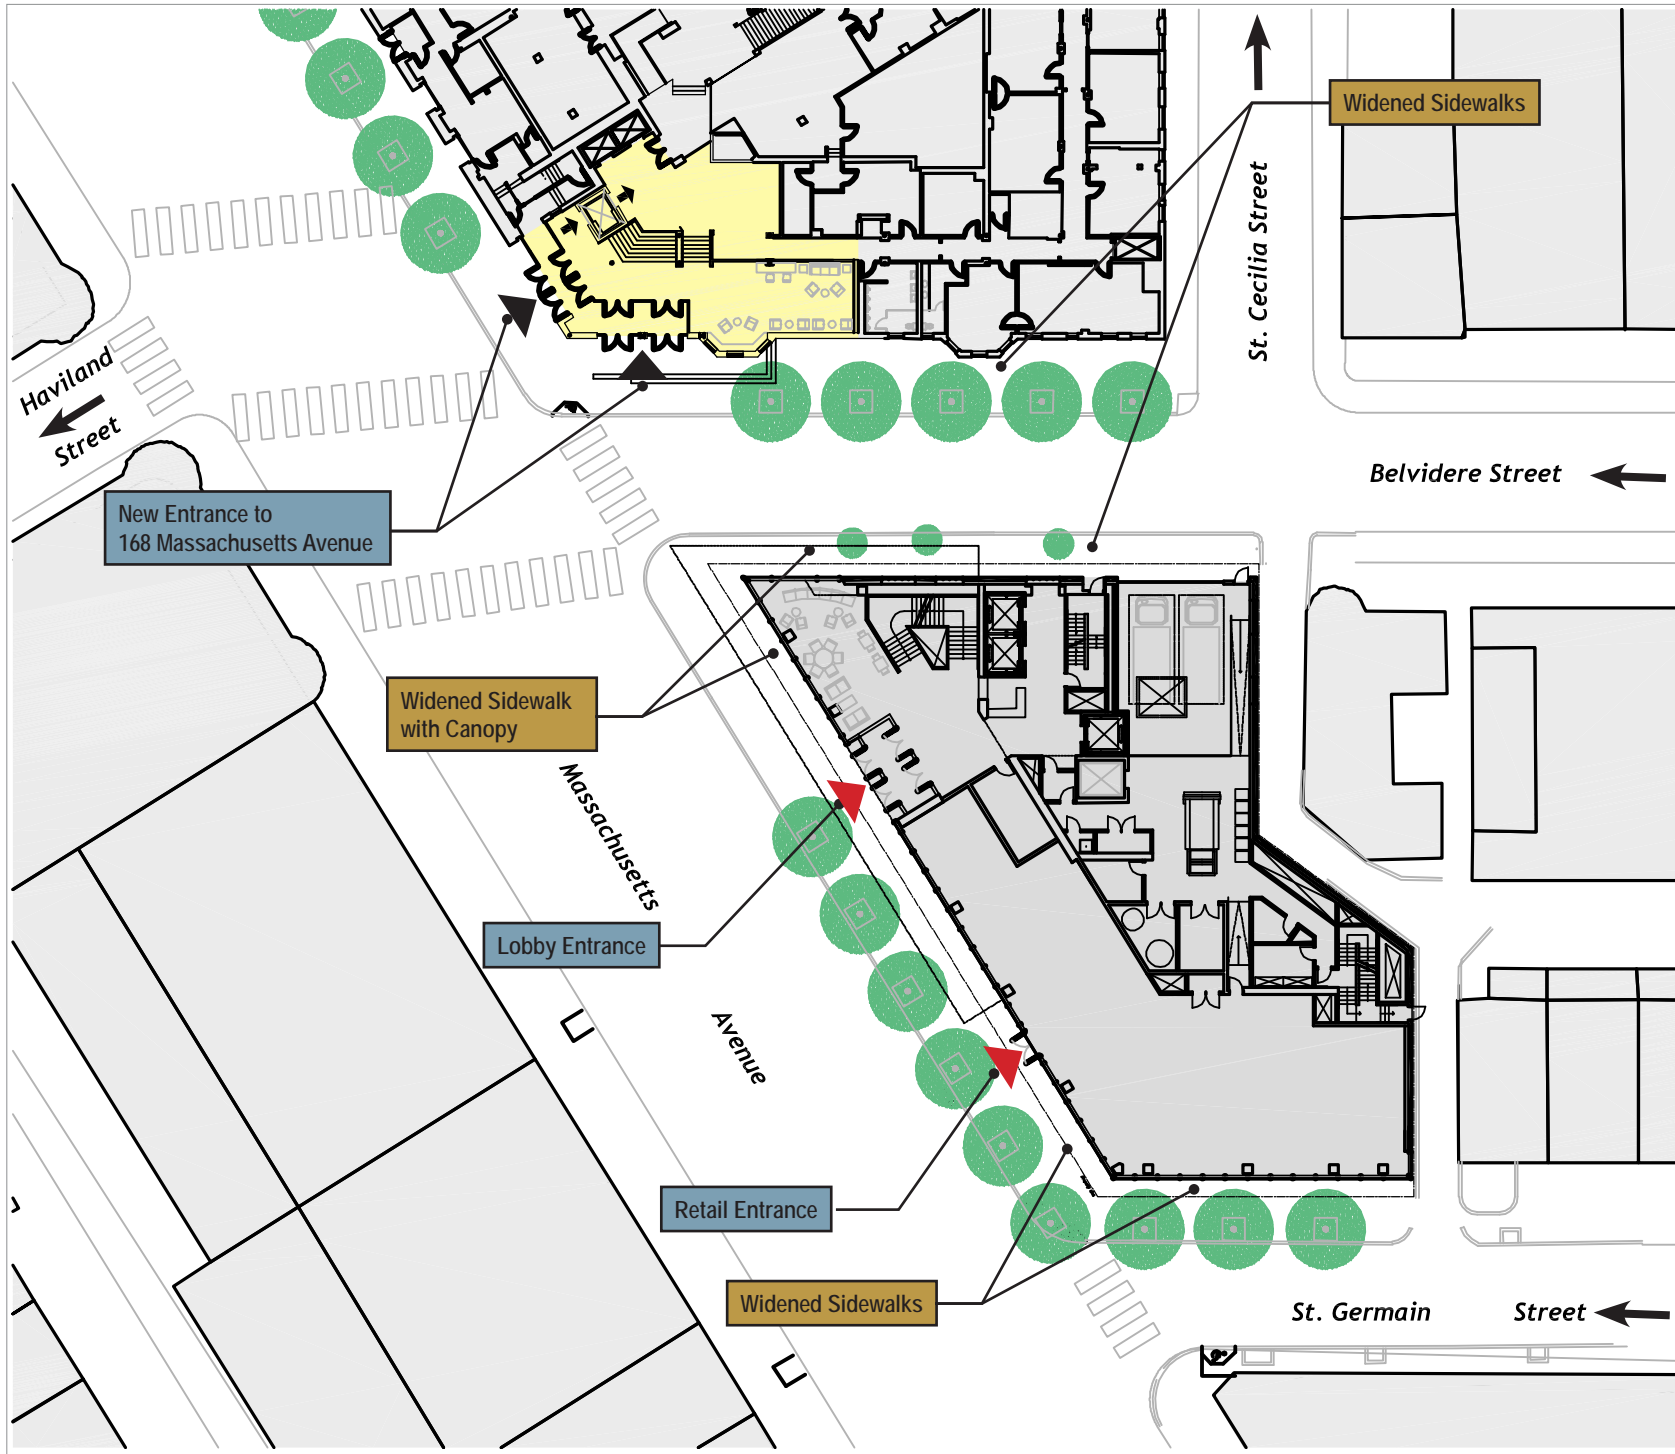 Widened Sidewalks
St. Cecilia Street
Haviland
Street
Belvidere Street
New Entrance to
168 Massachusetts Avenue
Widened Sidewalk
with Canopy
Massachusetts
Avenue
Lobby Entrance
Retail Entrance
Widened Sidewalks
St. Germain Street